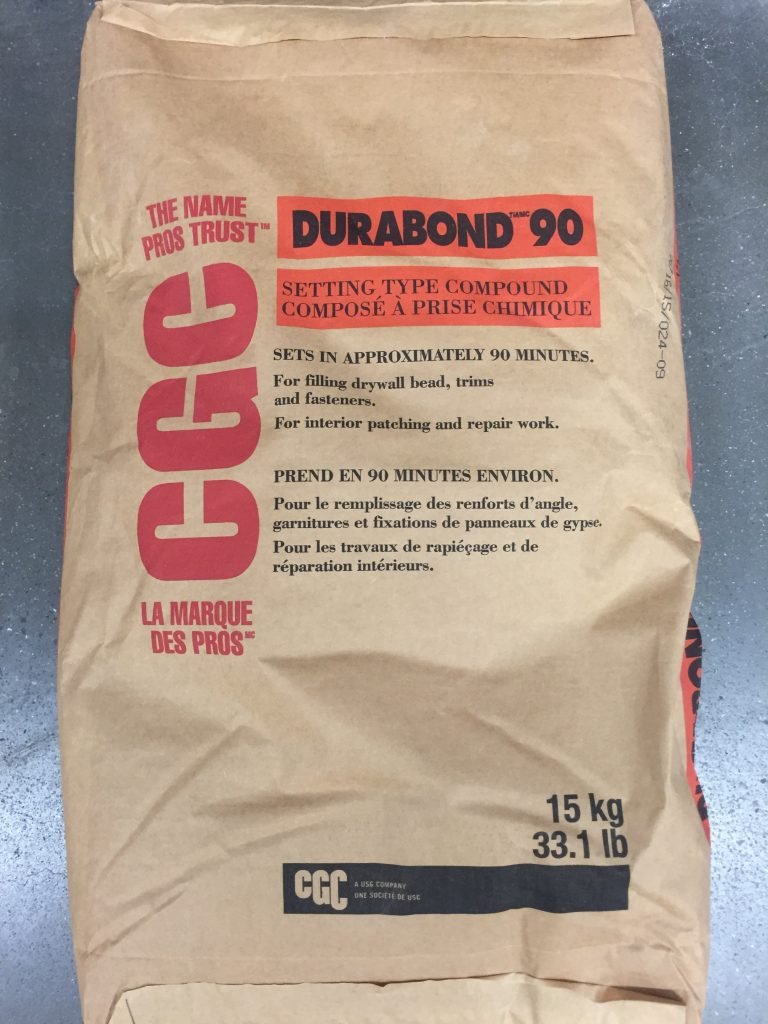 THE NAME
PROS TRUST™
CGC
LA MARQUE
DES PROS MC
DURABOND™/MC 90
SETTING TYPE COMPOUND
COMPOSÉ À PRISE CHIMIQUE
SETS IN APPROXIMATELY 90 MINUTES.
For filling drywall bead, trims
and fasteners.
For interior patching and repair work.
PREND EN 90 MINUTES ENVIRON.
Pour le remplissage des renforts d'angle,
garnitures et fixations de panneaux de gypse.
Pour les travaux de rapiéçage et de
réparation intérieurs.
15 kg
33.1 lb
CGC
A USG COMPANY
UNE SOCIÉTÉ DE USG